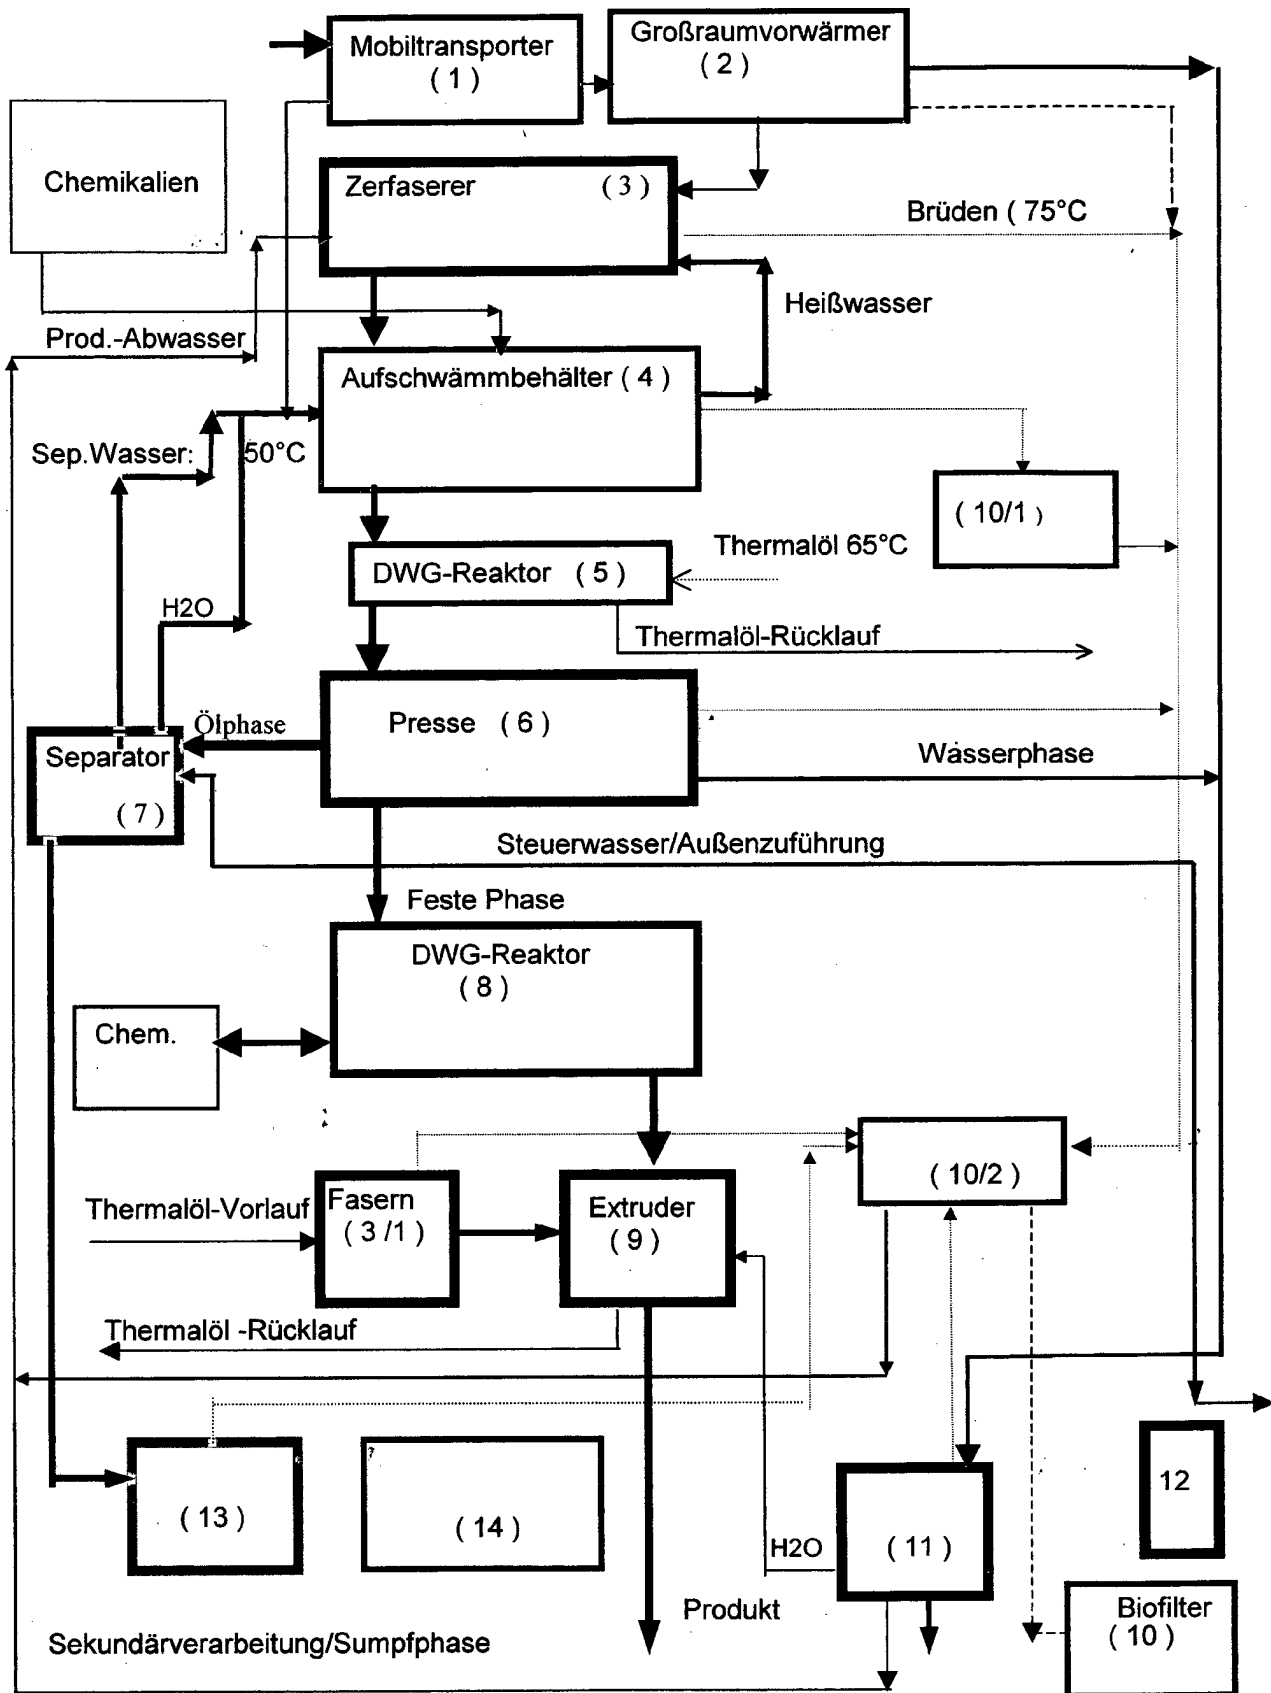 Mobiltransporter
( 1 )
Großraumvorwärmer
( 2 )
Chemikalien
Zerfaserer ( 3 )
Brüden ( 75°C
Heißwasser
Prod.-Abwasser
Aufschwämmbehälter ( 4 )
Sep.Wasser: 50°C
( 10/1 )
Thermalöl 65°C
DWG-Reaktor ( 5 )
H2O
Thermalöl-Rücklauf
Presse ( 6 )
Ölphase
Separator
( 7 )
Wasserphase
Steuerwasser/Außenzuführung
Feste Phase
DWG-Reaktor
( 8 )
Chem.
( 10/2 )
Thermalöl-Vorlauf
Fasern
( 3 /1 )
Extruder
( 9 )
Thermalöl -Rücklauf
12
( 13 )
( 14 )
H2O
( 11 )
Produkt
Biofilter
( 10 )
Sekundärverarbeitung/Sumpfphase